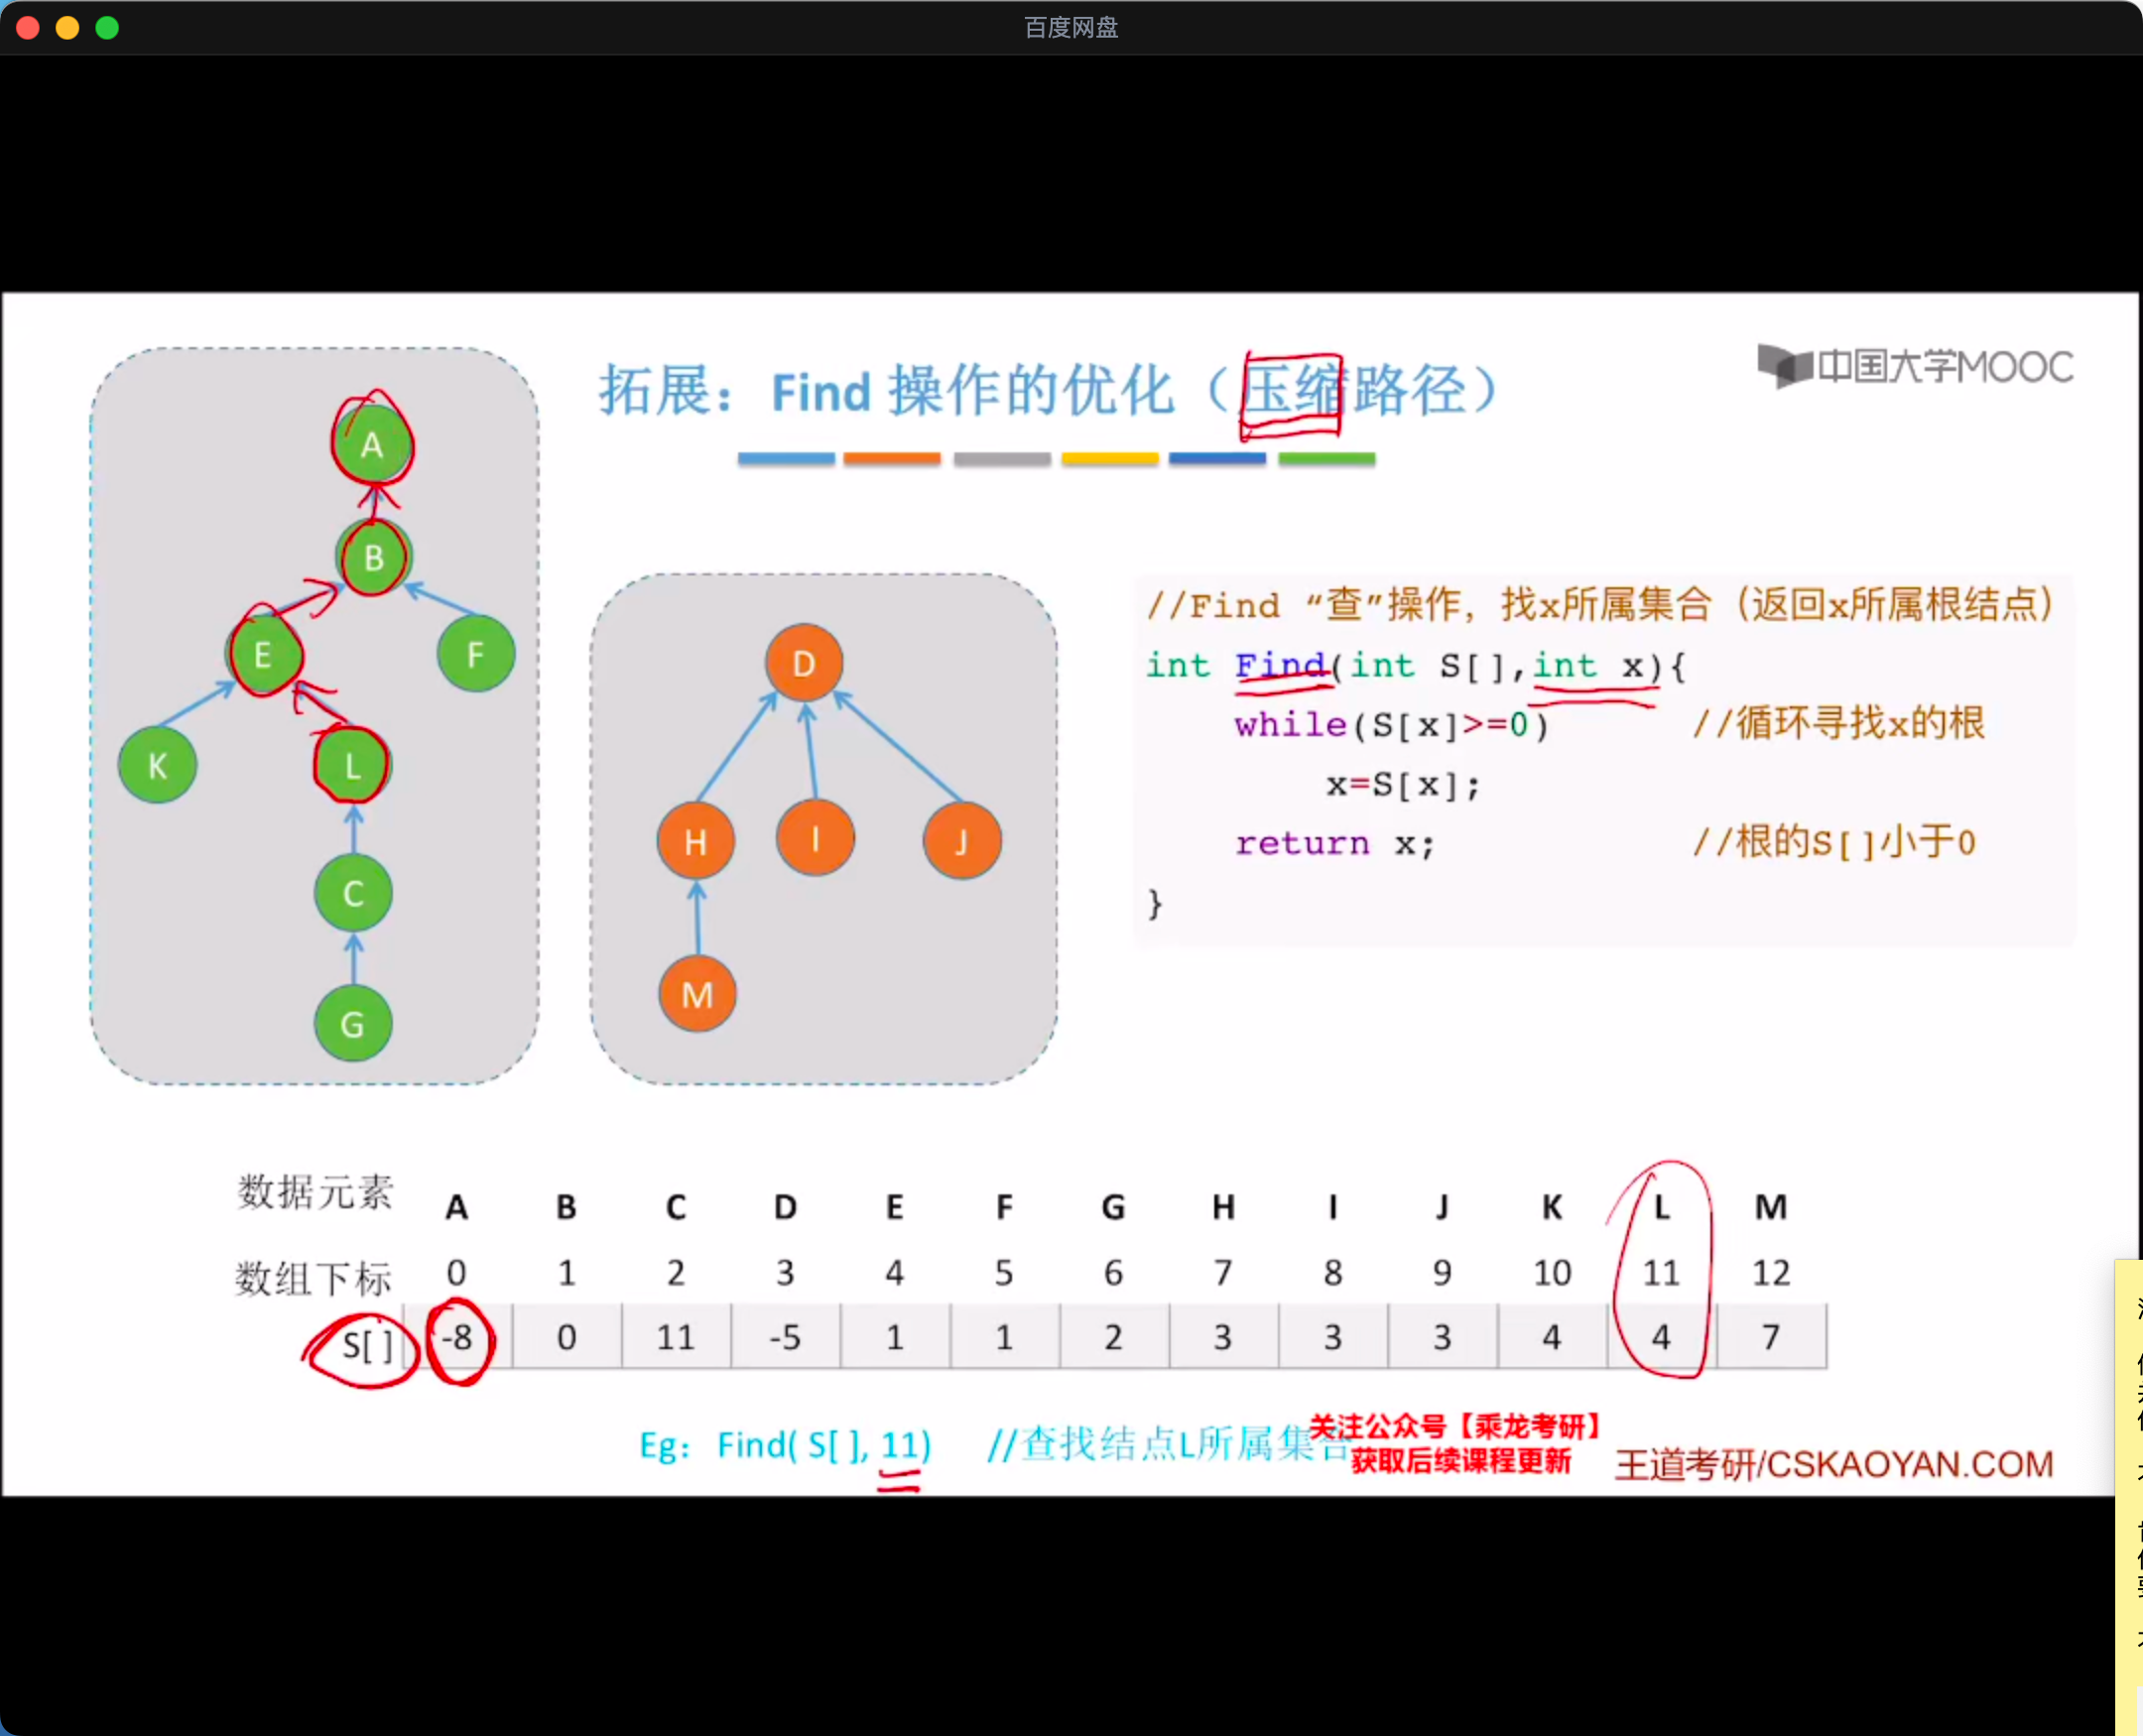 百度网盘
拓展：Find 操作的优化（压缩路径）
中国大学MOOC
A
B
E
F
K
L
C
G
D
H
I
J
M
//Find “查”操作，找x所属集合（返回x所属根结点）
int Find(int S[],int x){
while(S[x]>=0) //循环寻找x的根
x=S[x];
return x; //根的S[]小于0
}
数据元素 A B C D E F G H I J K L M
数组下标 0 1 2 3 4 5 6 7 8 9 10 11 12
S[] -8 0 11 -5 1 1 2 3 3 3 4 4 7
Eg：Find( S[ ], 11) //查找结点L所属集合
关注公众号【乘龙考研】
获取后续课程更新
王道考研/CSKAOYAN.COM